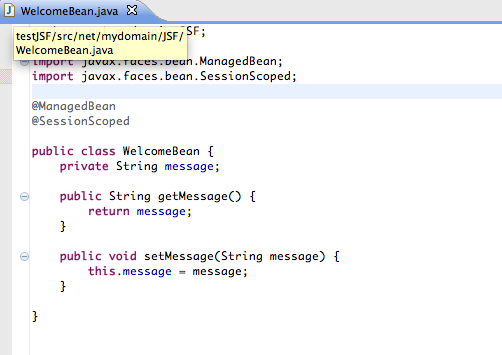 WelcomeBean.java
testJSF/src/net/mydomain/JSF/
WelcomeBean.java
JSF;
import javax.faces.bean.ManagedBean;
import javax.faces.bean.SessionScoped;
@ManagedBean
@SessionScoped
public class WelcomeBean {
private String message;
public String getMessage() {
return message;
}
public void setMessage(String message) {
this.message = message;
}
}